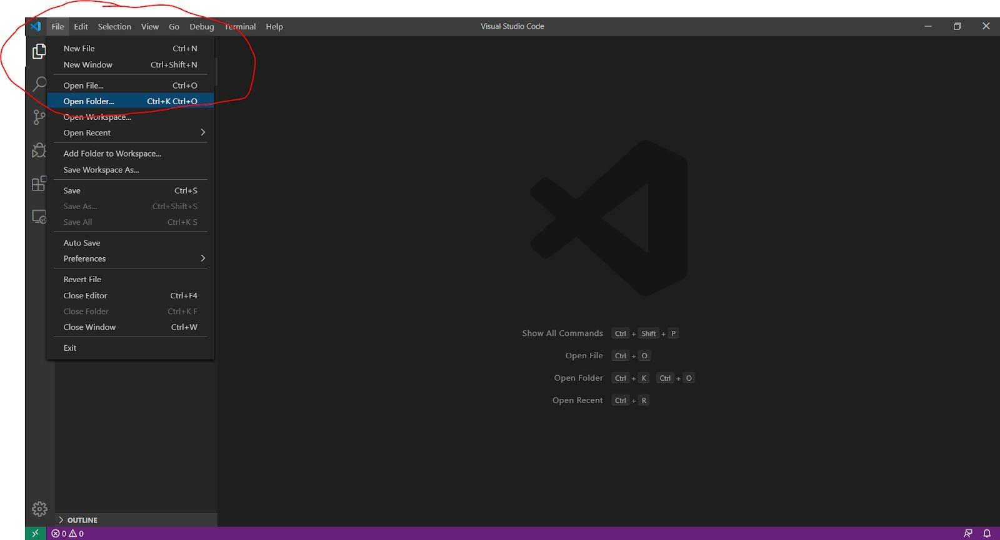 File Edit Selection View Go Debug Terminal Help
Visual Studio Code
New File Ctrl+N
New Window Ctrl+Shift+N
Open File... Ctrl+O
Open Folder... Ctrl+K Ctrl+O
Open Workspace...
Open Recent
Add Folder to Workspace...
Save Workspace As...
Save Ctrl+S
Save As... Ctrl+Shift+S
Save All Ctrl+K S
Auto Save
Preferences
Revert File
Close Editor Ctrl+F4
Close Folder Ctrl+K F
Close Window Ctrl+W
Exit
Show All Commands Ctrl + Shift + P
Open File Ctrl + O
Open Folder Ctrl + K Ctrl + O
Open Recent Ctrl + R
OUTLINE
0 0